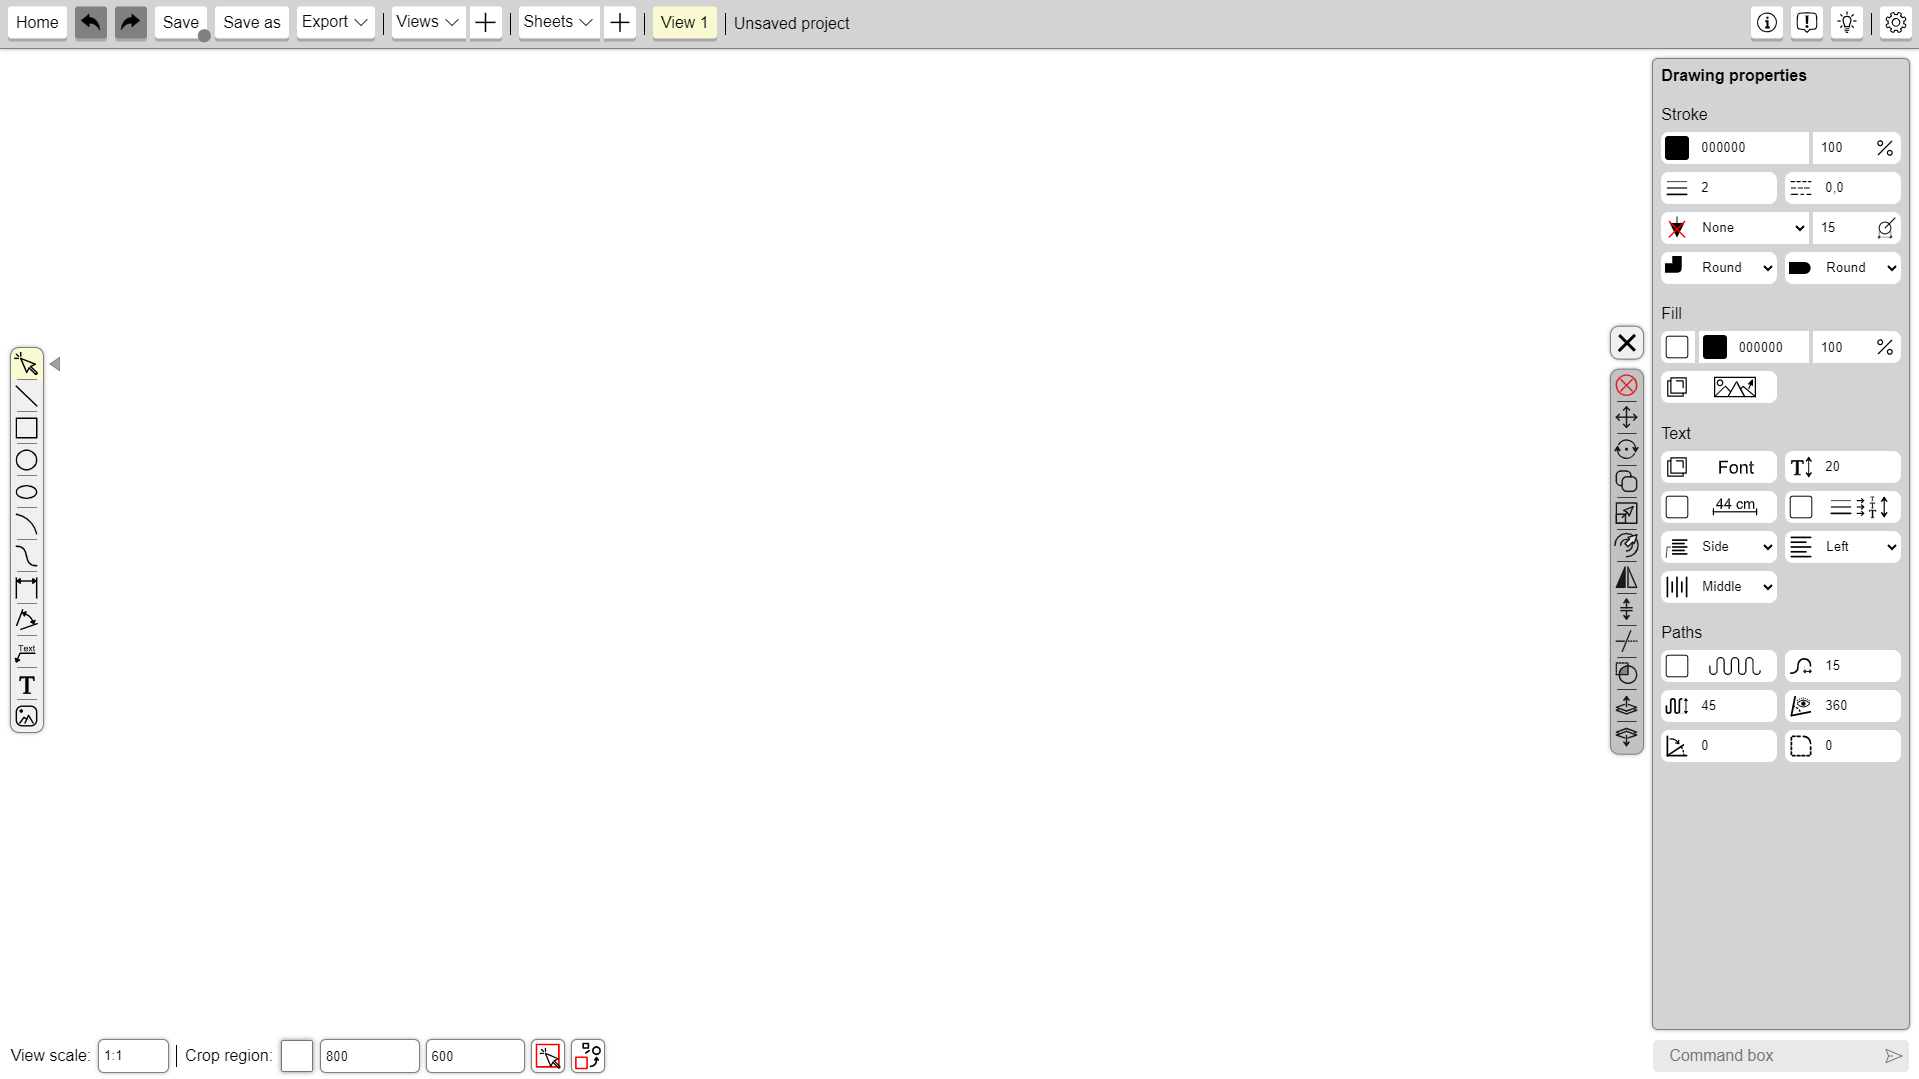 Home Save Save as Export Views Sheets View 1 Unsaved project
Drawing properties
Stroke
000000 100 %
2 0,0
None 15
Round Round
Fill
000000 100 %
Text
Font T 20
44 cm
Side Left
Middle
Paths
15
45 360
0 0
Text
T
View scale: 1:1 Crop region: 800 600
Command box